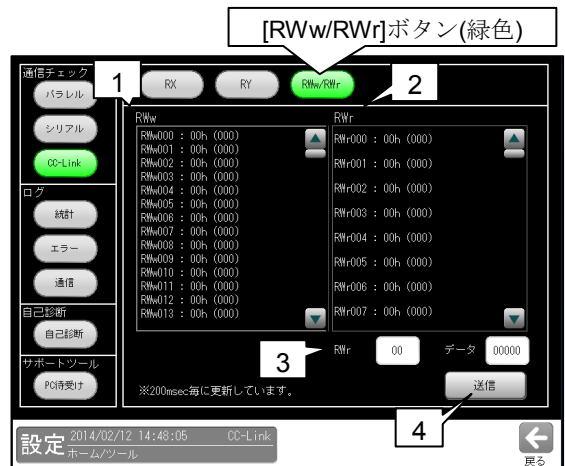 [RWw/RWr]ボタン(緑色)
通信チェック
パラレル
シリアル
CC-Link
ログ
統計
エラー
通信
自己診断
自己診断
サポートツール
PC待受け
1
RX
RY
RWw/RWr
2
RWw
RWw000 : 00h (000)
RWw001 : 00h (000)
RWw002 : 00h (000)
RWw003 : 00h (000)
RWw004 : 00h (000)
RWw005 : 00h (000)
RWw006 : 00h (000)
RWw007 : 00h (000)
RWw008 : 00h (000)
RWw009 : 00h (000)
RWw010 : 00h (000)
RWw011 : 00h (000)
RWw012 : 00h (000)
RWw013 : 00h (000)
RWr
RWr000 : 00h (000)
RWr001 : 00h (000)
RWr002 : 00h (000)
RWr003 : 00h (000)
RWr004 : 00h (000)
RWr005 : 00h (000)
RWr006 : 00h (000)
RWr007 : 00h (000)
3
RWr 00 データ 00000
※200msec毎に更新しています。
送信
4
設定 2014/02/12 14:48:05 CC-Link
ホーム/ツール
戻る